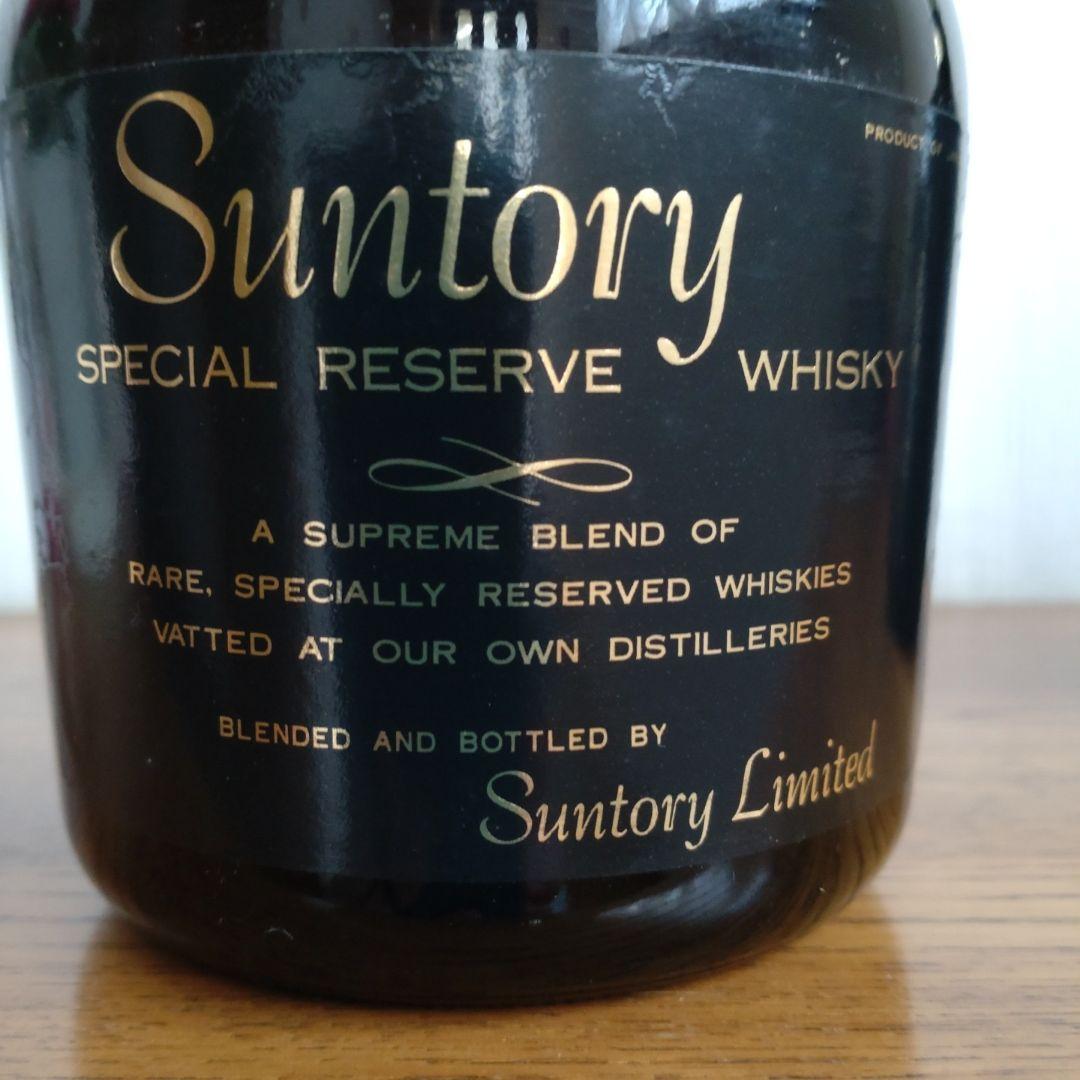 PRODUCT OF
Suntory
SPECIAL RESERVE WHISKY
A SUPREME BLEND OF
RARE, SPECIALLY RESERVED WHISKIES
VATTED AT OUR OWN DISTILLERIES
BLENDED AND BOTTLED BY
Suntory Limited